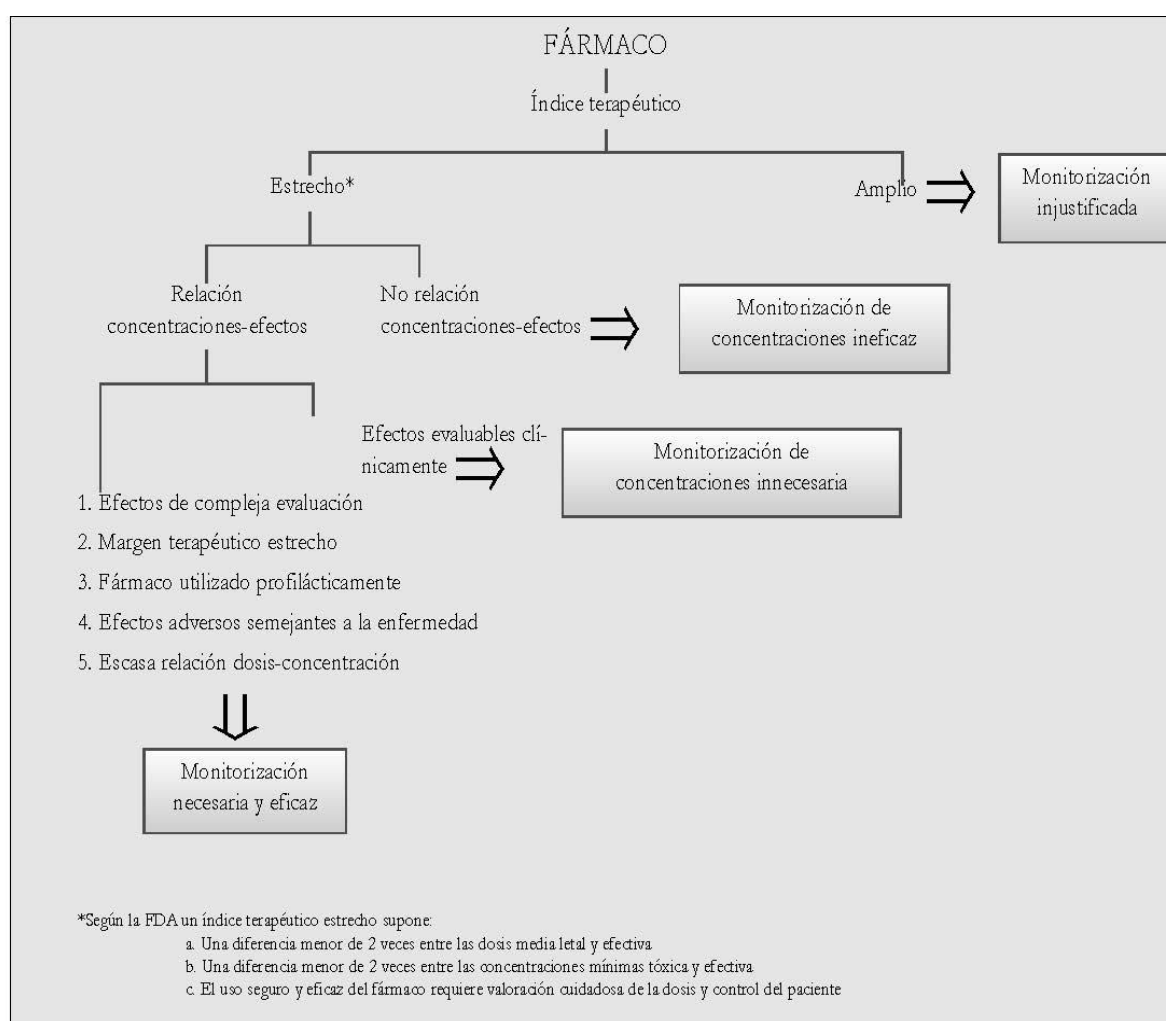 FÁRMACO
Índice terapéutico
Estrecho*
Amplio
Monitorización
injustificada
Relación
concentraciones-efectos
No relación
concentraciones-efectos
Monitorización de
concentraciones ineficaz
Efectos evaluables clí-
nicamente
Monitorización de
concentraciones innecesaria
1. Efectos de compleja evaluación
2. Margen terapéutico estrecho
3. Fármaco utilizado profilácticamente
4. Efectos adversos semejantes a la enfermedad
5. Escasa relación dosis-concentración
Monitorización
necesaria y eficaz
*Según la FDA un índice terapéutico estrecho supone:
a. Una diferencia menor de 2 veces entre las dosis media letal y efectiva
b. Una diferencia menor de 2 veces entre las concentraciones mínimas tóxica y efectiva
c. El uso seguro y eficaz del fármaco requiere valoración cuidadosa de la dosis y control del paciente